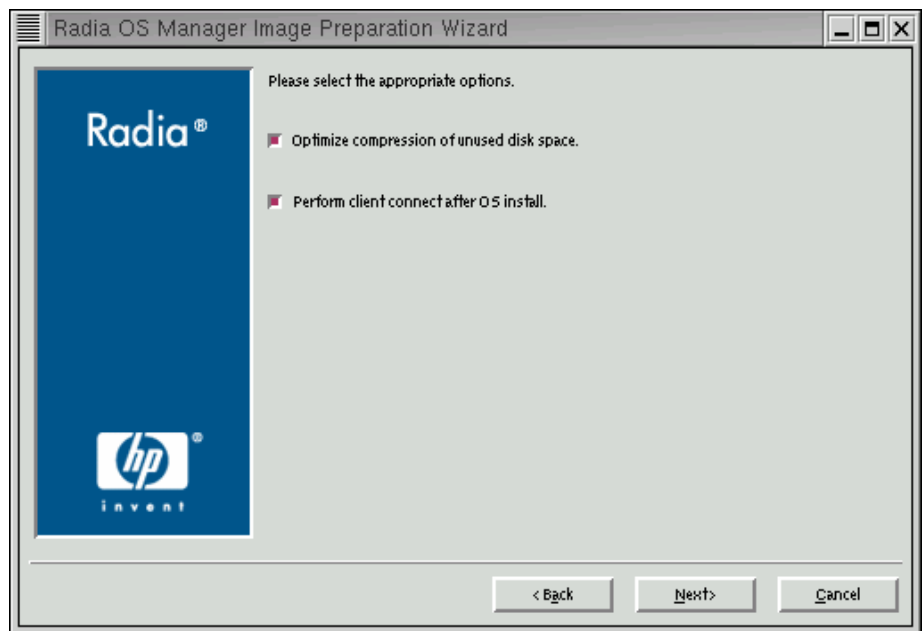 Radia OS Manager Image Preparation Wizard
Please select the appropriate options.
Radia®
Optimize compression of unused disk space.
Perform client connect after OS install.
hp®
invent
< Back
Next>
Cancel